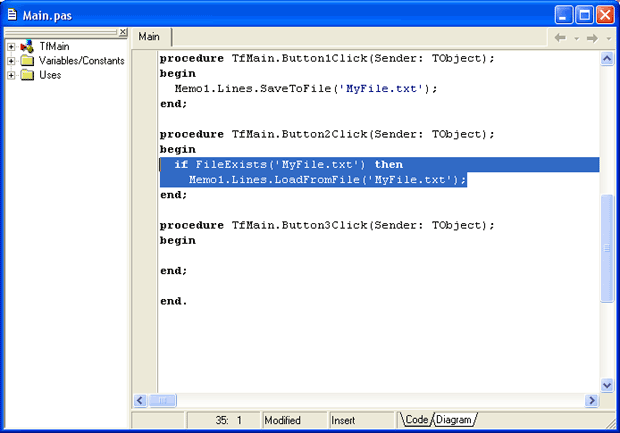 Main.pas
TfMain
Variables/Constants
Uses
Main
procedure TfMain.Button1Click(Sender: TObject);
begin
  Memo1.Lines.SaveToFile('MyFile.txt');
end;
procedure TfMain.Button2Click(Sender: TObject);
begin
  if FileExists('MyFile.txt') then
    Memo1.Lines.LoadFromFile('MyFile.txt');
end;
procedure TfMain.Button3Click(Sender: TObject);
begin
end;
end.
35: 1 Modified Insert Code Diagram